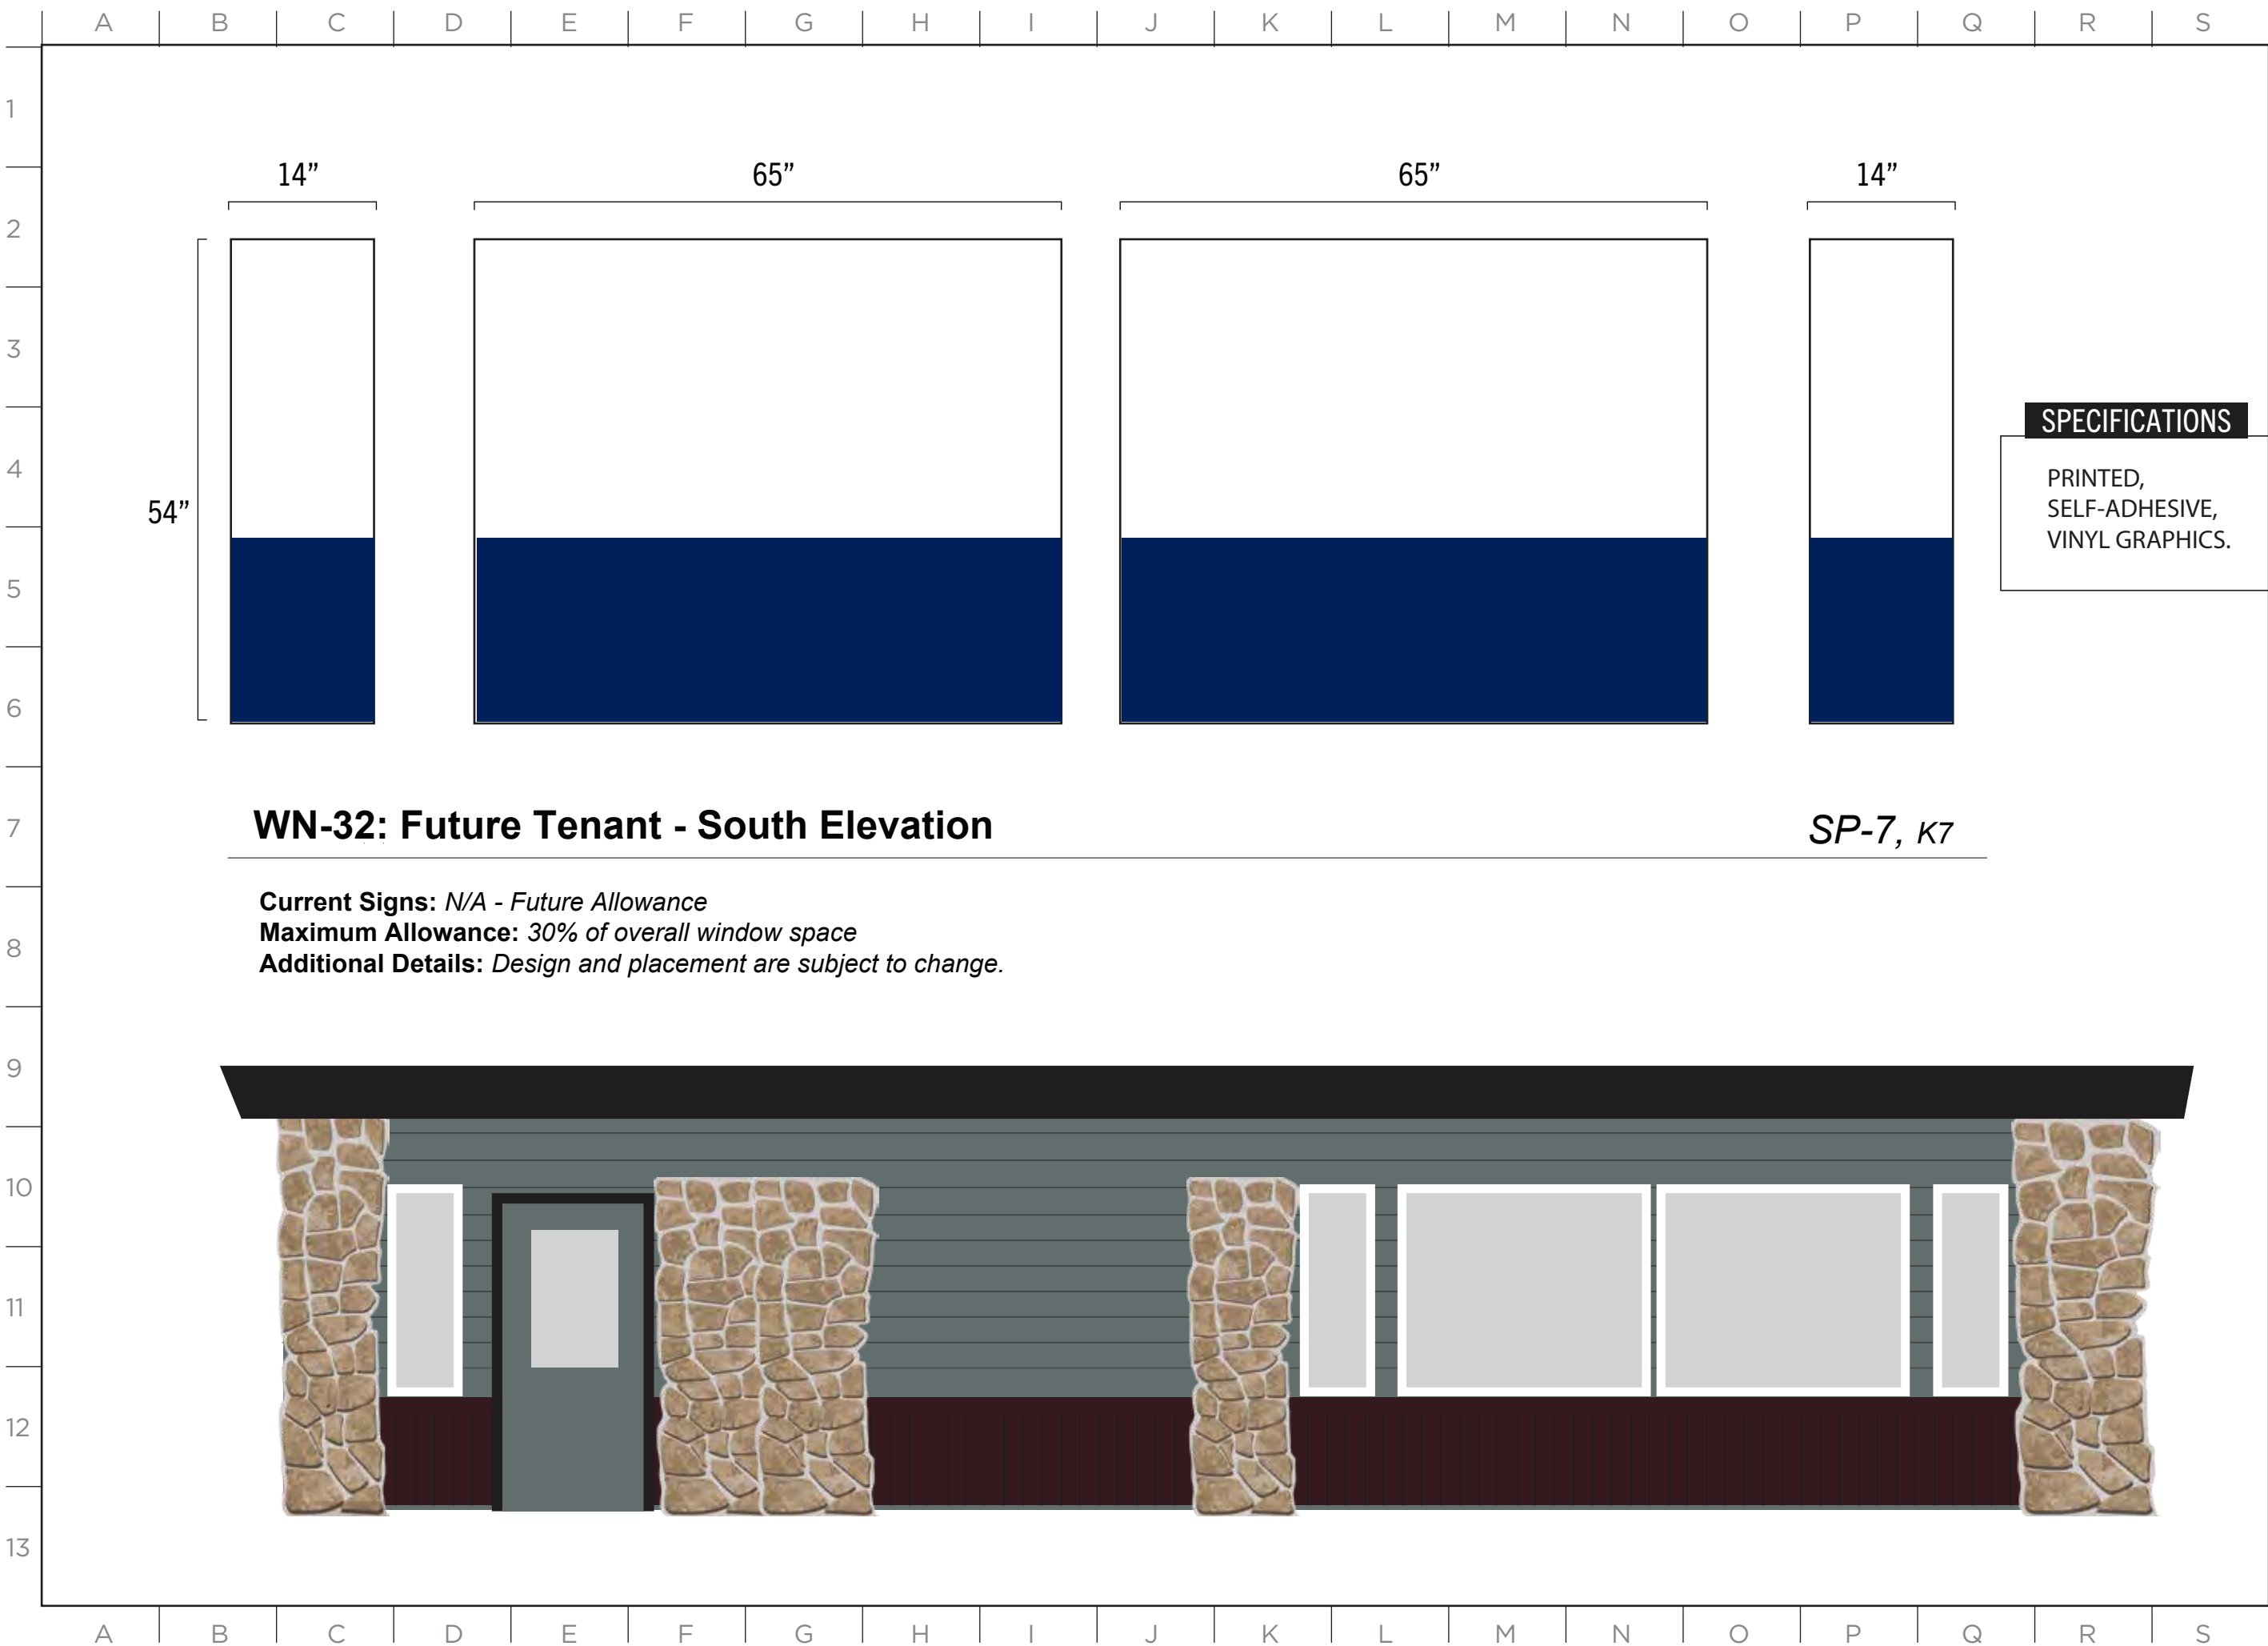 A B C D E F G H I J K L M N O P Q R S
1
14” 65” 65” 14”
2
3
SPECIFICATIONS
4
PRINTED,
SELF-ADHESIVE,
VINYL GRAPHICS.
54”
5
6
7
WN-32: Future Tenant - South Elevation
SP-7, K7
Current Signs: N/A - Future Allowance
Maximum Allowance: 30% of overall window space
8
Additional Details: Design and placement are subject to change.
9
10
11
12
13
A B C D E F G H I J K L M N O P Q R S